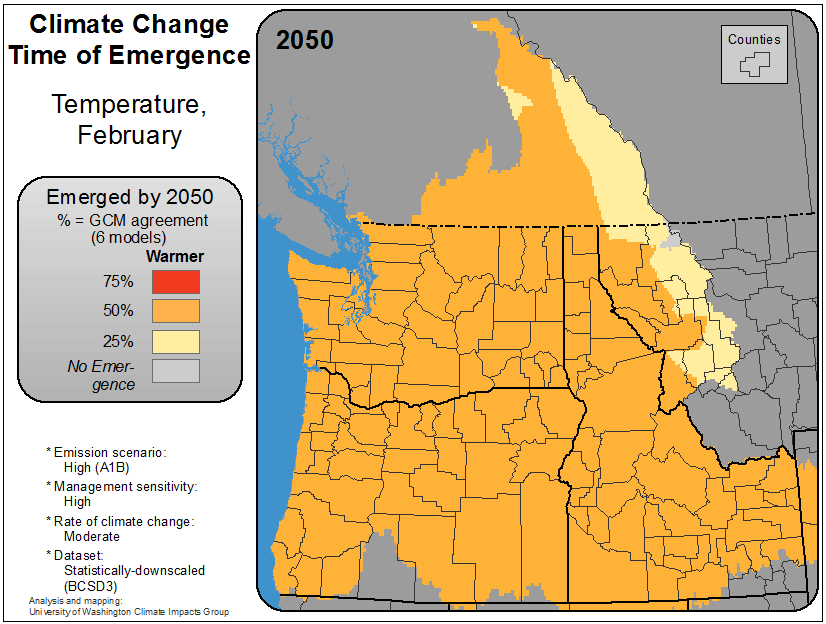 Climate Change
Time of Emergence
Temperature,
February
Emerged by 2050
% = GCM agreement
(6 models)
Warmer
75%
50%
25%
No Emer-
gence
* Emission scenario:
High (A1B)
* Management sensitivity:
High
* Rate of climate change:
Moderate
* Dataset:
Statistically-downscaled
(BCSD3)
Analysis and mapping:
University of Washington Climate Impacts Group
2050
Counties